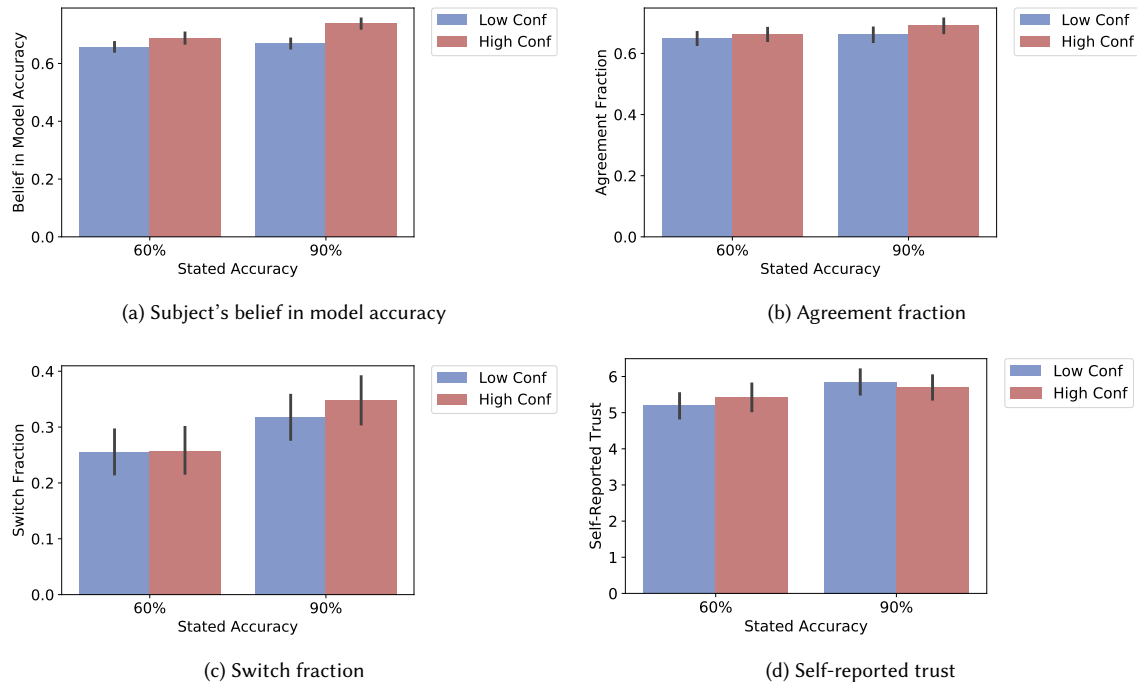 Low Conf
High Conf
Belief in Model Accuracy
0.6
0.4
0.2
0.0
60%
90%
Stated Accuracy
(a) Subject's belief in model accuracy
Low Conf
High Conf
Agreement Fraction
0.6
0.4
0.2
0.0
60%
90%
Stated Accuracy
(b) Agreement fraction
Low Conf
High Conf
Switch Fraction
0.4
0.3
0.2
0.1
0.0
60%
90%
Stated Accuracy
(c) Switch fraction
Low Conf
High Conf
Self-Reported Trust
6
5
4
3
2
1
0
60%
90%
Stated Accuracy
(d) Self-reported trust